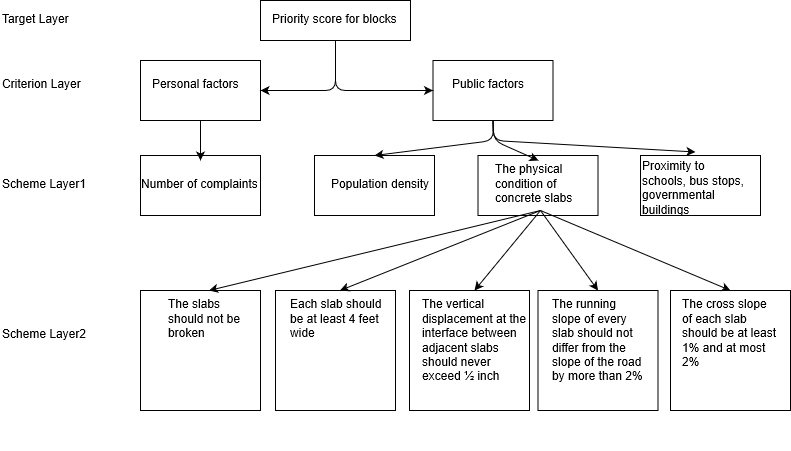 Target Layer
Priority score for blocks
Criterion Layer
Personal factors
Public factors
Scheme Layer1
Number of complaints
Population density
The physical
condition of
concrete slabs
Proximity to
schools, bus stops,
governmental
buildings
Scheme Layer2
The slabs
should not be
broken
Each slab should
be at least 4 feet
wide
The vertical
displacement at the
interface between
adjacent slabs
should never
exceed ½ inch
The running
slope of every
slab should not
differ from the
slope of the road
by more than 2%
The cross slope
of each slab
should be at least
1% and at most
2%